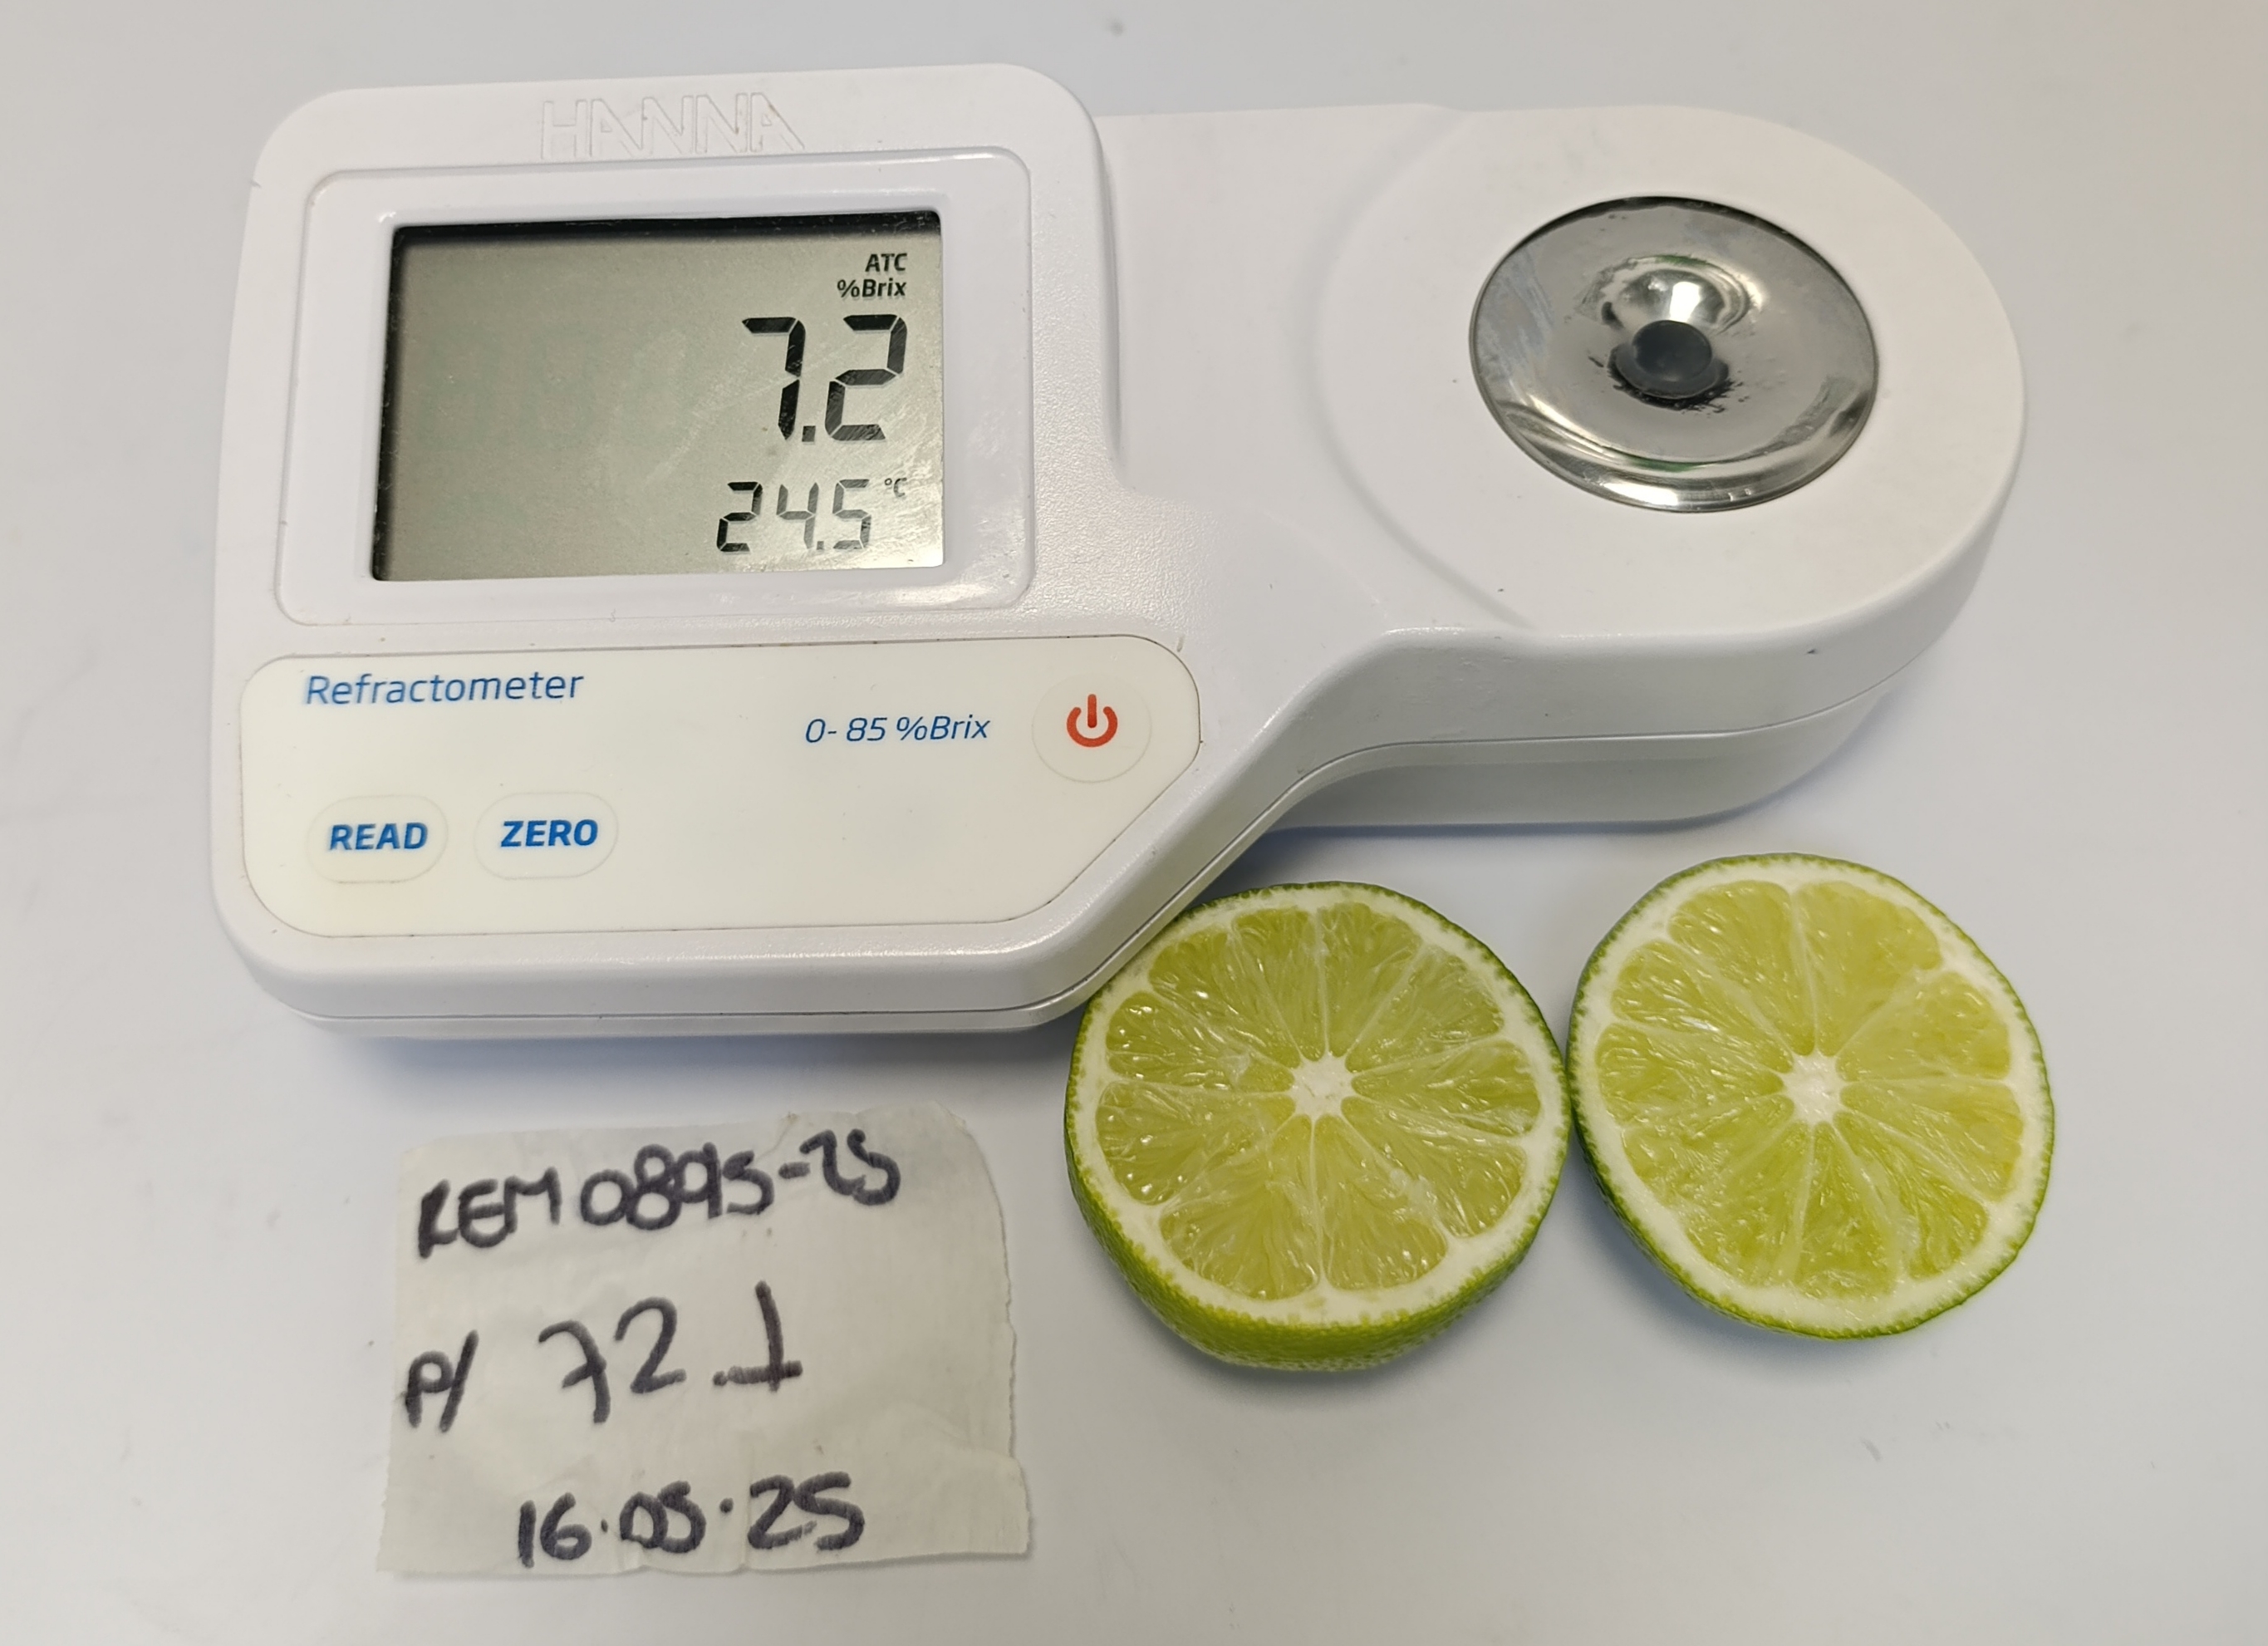 HANNA
ATC
%Brix
7.2
24.5 °C
Refractometer
0-85 %Brix
READ
ZERO
REM 0895-25
P/ 72.1
16.05.25